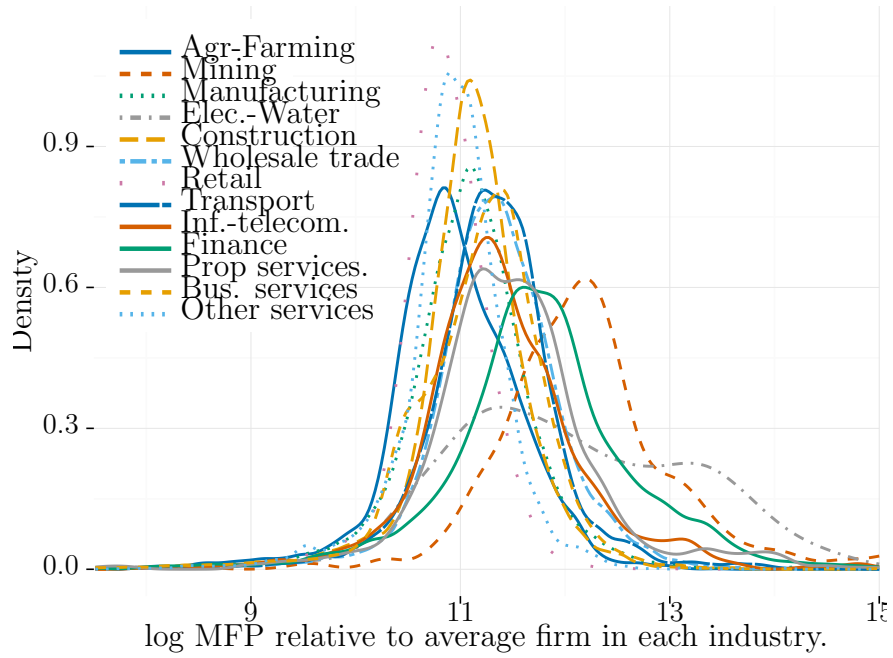 Agr-Farming
Mining
Manufacturing
Elec.-Water
Construction
Wholesale trade
Retail
Transport
Inf.-telecom.
Finance
Prop services.
Bus. services
Other services
Density
0.9
0.6
0.3
0.0
9
11
13
15
log MFP relative to average firm in each industry.